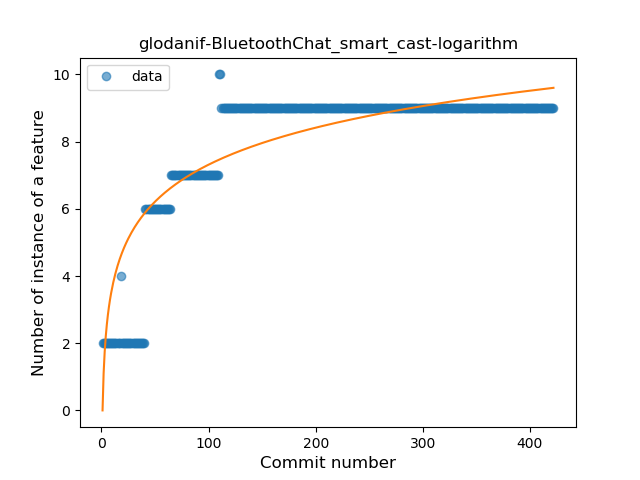 glodanif-BluetoothChat_smart_cast-logarithm
data
Number of instance of a feature
10
8
6
4
2
0
0
100
200
300
400
Commit number